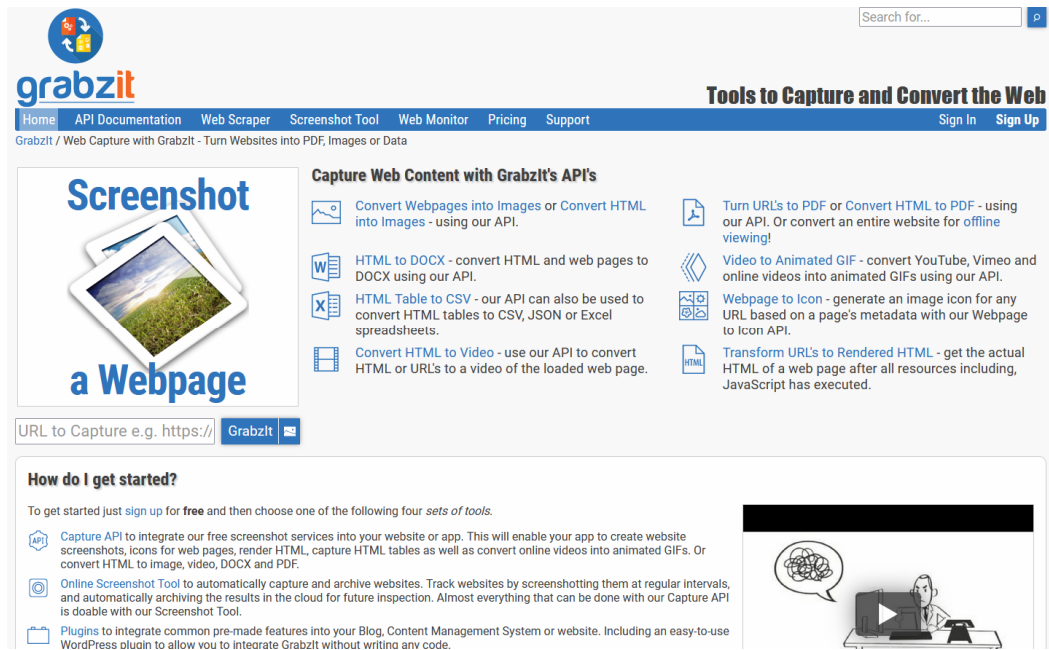 Search for...
grabzit
Tools to Capture and Convert the Web
Home API Documentation Web Scraper Screenshot Tool Web Monitor Pricing Support Sign In Sign Up
GrabzIt / Web Capture with GrabzIt - Turn Websites into PDF, Images or Data
Screenshot
a Webpage
URL to Capture e.g. https:/
GrabzIt
Capture Web Content with GrabzIt's API's
Convert Webpages into Images or Convert HTML
into Images - using our API.
W HTML to DOCX - convert HTML and web pages to
DOCX using our API.
X HTML Table to CSV - our API can also be used to
convert HTML tables to CSV, JSON or Excel
spreadsheets.
Convert HTML to Video - use our API to convert
HTML or URL's to a video of the loaded web page.
Turn URL's to PDF or Convert HTML to PDF - using
our API. Or convert an entire website for offline
viewing!
Video to Animated GIF - convert YouTube, Vimeo and
online videos into animated GIFs using our API.
Webpage to Icon - generate an image icon for any
URL based on a page's metadata with our Webpage
to Icon API.
HTML Transform URL's to Rendered HTML - get the actual
HTML of a web page after all resources including,
JavaScript has executed.
How do I get started?
To get started just sign up for free and then choose one of the following four sets of tools.
API Capture API to integrate our free screenshot services into your website or app. This will enable your app to create website
screenshots, icons for web pages, render HTML, capture HTML tables as well as convert online videos into animated GIFs. Or
convert HTML to image, video, DOCX and PDF.
Online Screenshot Tool to automatically capture and archive websites. Track websites by screenshotting them at regular intervals,
and automatically archiving the results in the cloud for future inspection. Almost everything that can be done with our Capture API
is doable with our Screenshot Tool.
Plugins to integrate common pre-made features into your Blog, Content Management System or website. Including an easy-to-use
WordPress plugin to allow you to integrate GrabzIt without writing any code.